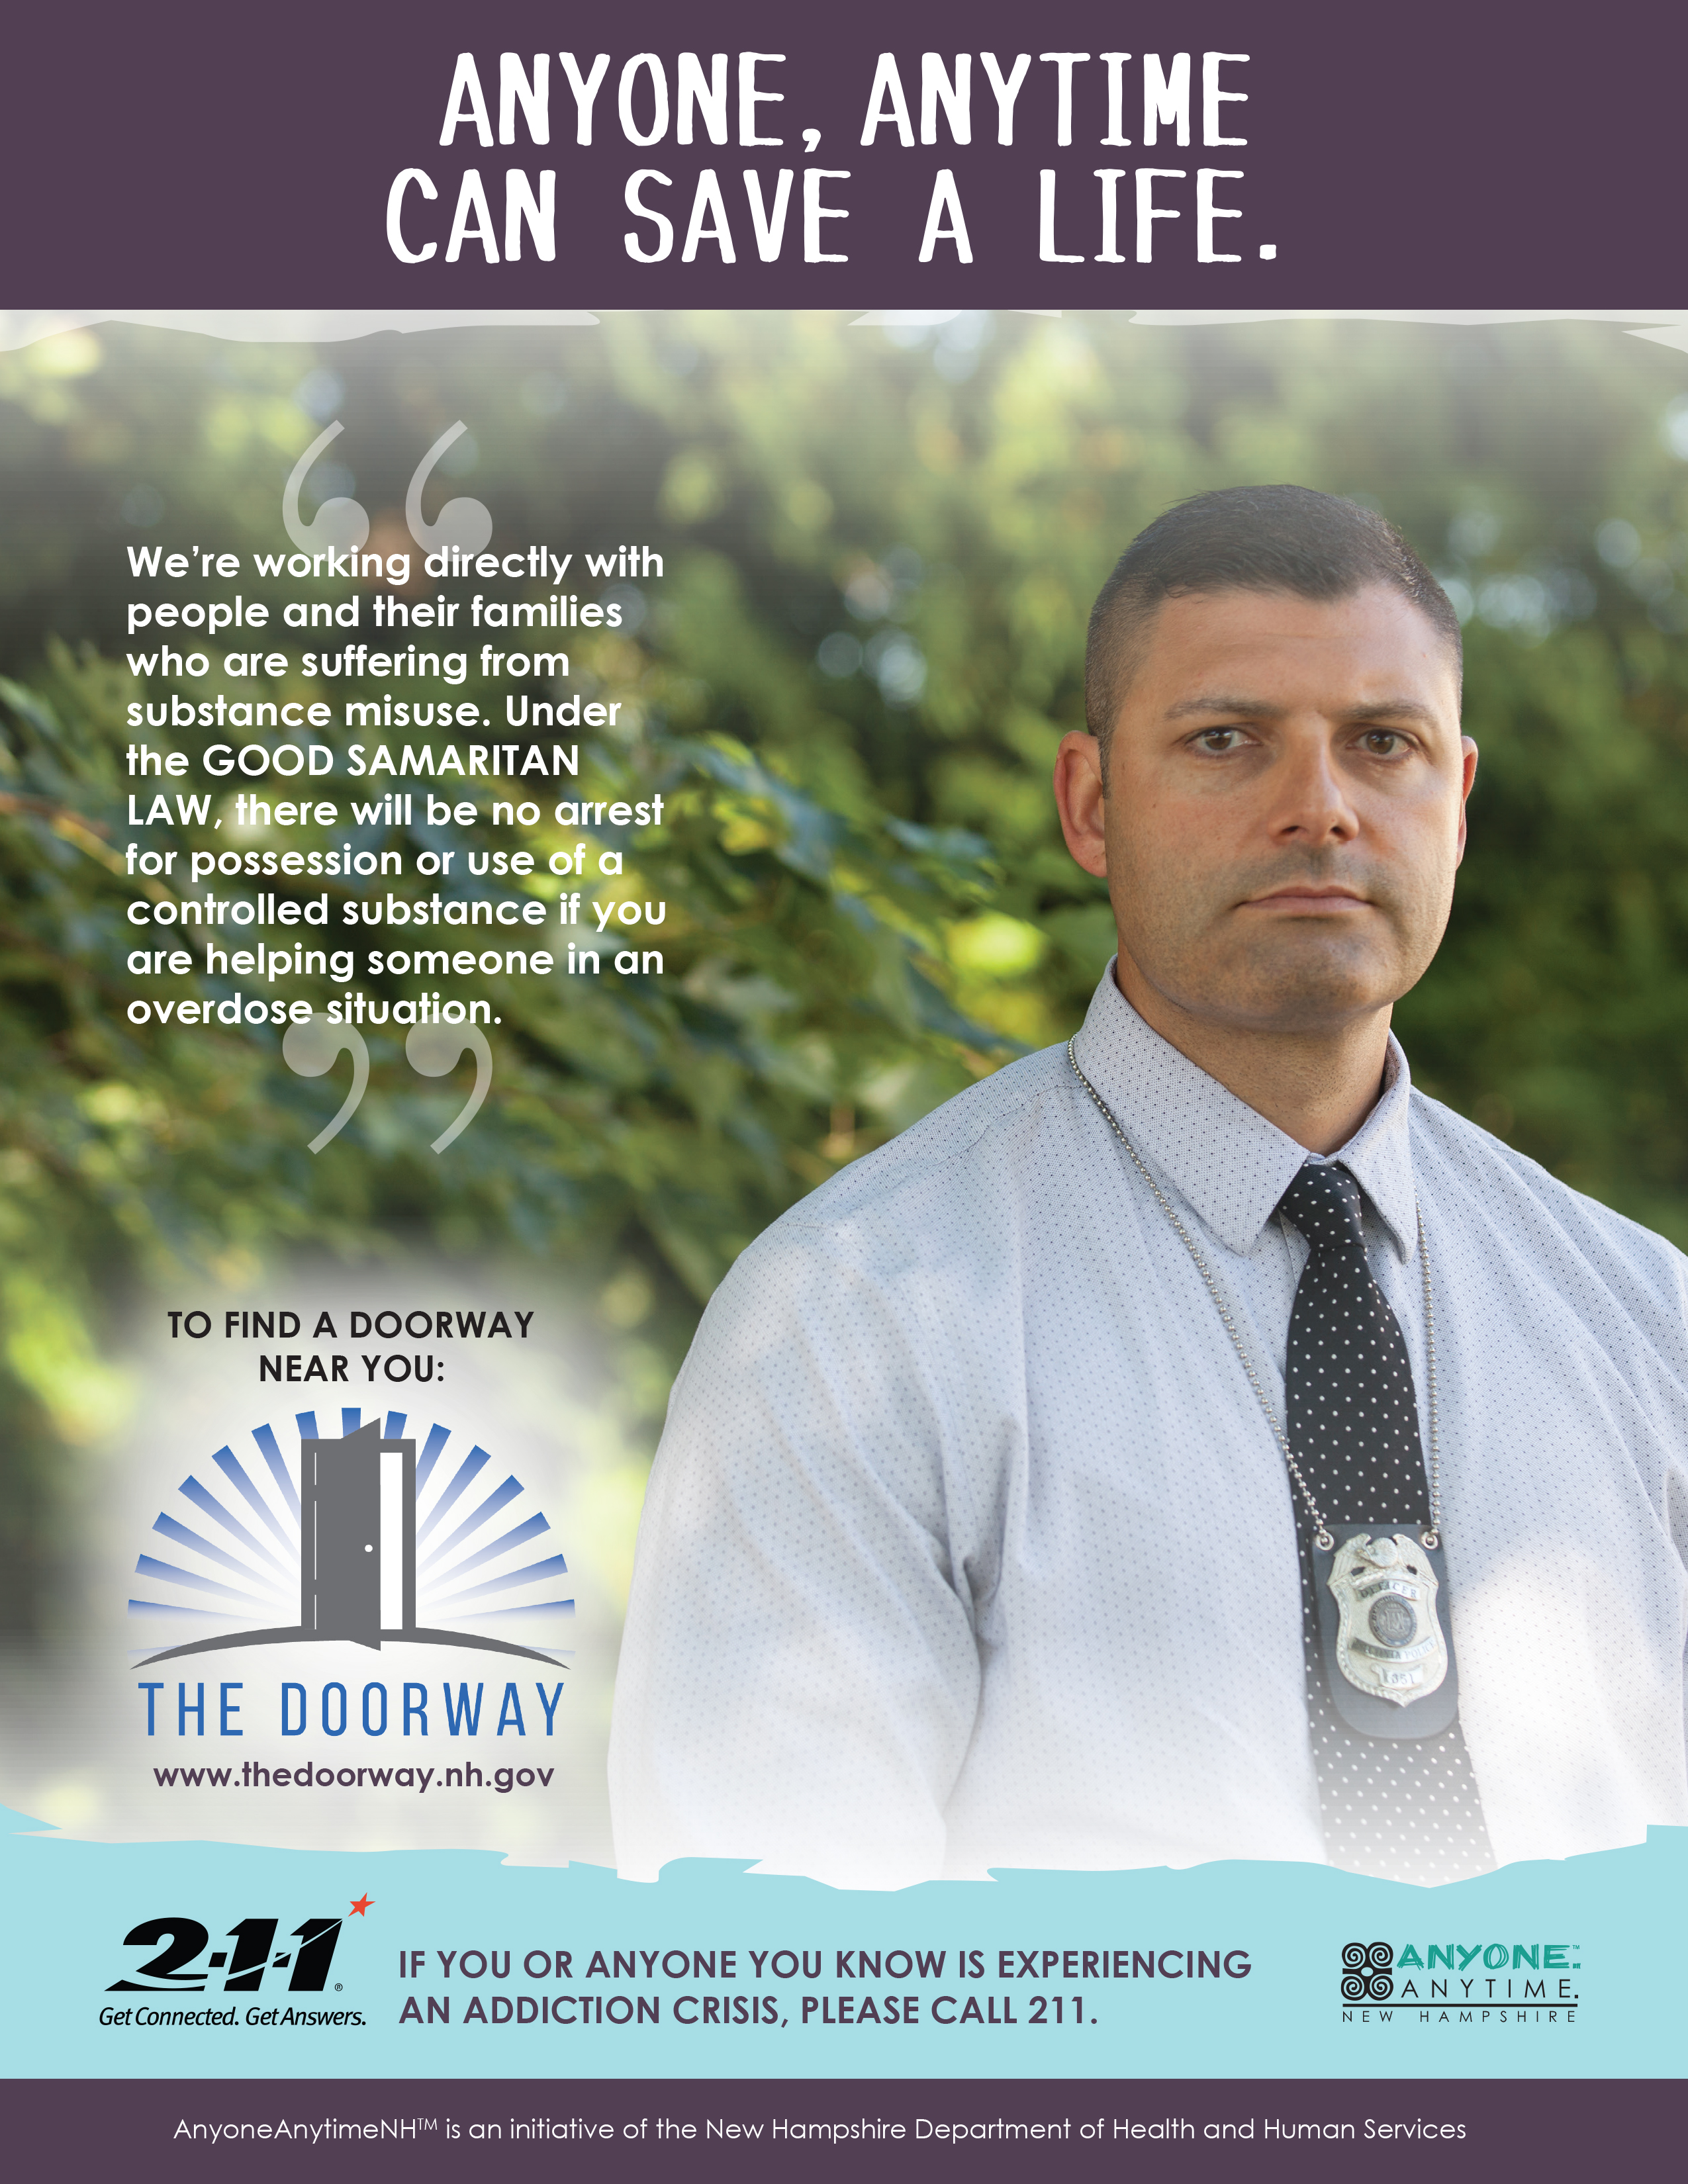 ANYONE, ANYTIME
CAN SAVE A LIFE.
We’re working directly with
people and their families
who are suffering from
substance misuse. Under
the GOOD SAMARITAN
LAW, there will be no arrest
for possession or use of a
controlled substance if you
are helping someone in an
overdose situation.
TO FIND A DOORWAY
NEAR YOU:
THE DOORWAY
www.thedoorway.nh.gov
OFFICER
1951
2-1-1®
Get Connected. Get Answers.
IF YOU OR ANYONE YOU KNOW IS EXPERIENCING
AN ADDICTION CRISIS, PLEASE CALL 211.
ANYONE.™
ANYTIME.
NEW HAMPSHIRE
AnyoneAnytimeNH™ is an initiative of the New Hampshire Department of Health and Human Services